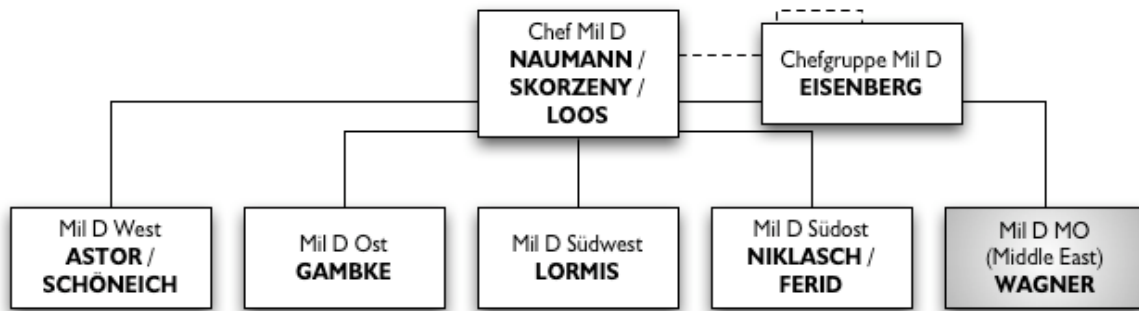 Chef Mil D
NAUMANN /
SKORZENY /
LOOS
Chefgruppe Mil D
EISENBERG
Mil D West
ASTOR /
SCHÖNEICH
Mil D Ost
GAMBKE
Mil D Südwest
LORMIS
Mil D Südost
NIKLASCH /
FERID
Mil D MO
(Middle East)
WAGNER